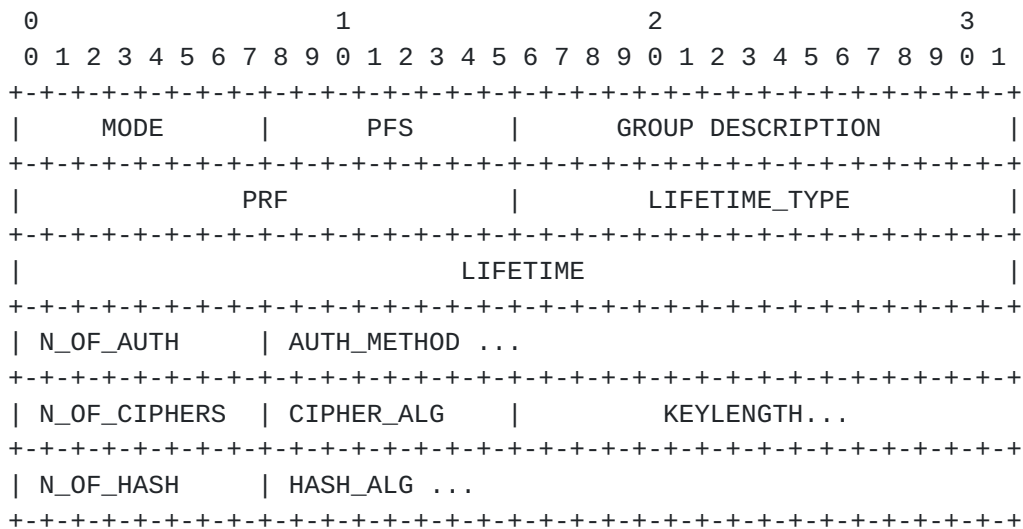 0                   1                   2                   3
 0 1 2 3 4 5 6 7 8 9 0 1 2 3 4 5 6 7 8 9 0 1 2 3 4 5 6 7 8 9 0 1
+-+-+-+-+-+-+-+-+-+-+-+-+-+-+-+-+-+-+-+-+-+-+-+-+-+-+-+-+-+-+-+-+
|     MODE      |      PFS      |      GROUP DESCRIPTION        |
+-+-+-+-+-+-+-+-+-+-+-+-+-+-+-+-+-+-+-+-+-+-+-+-+-+-+-+-+-+-+-+-+
|              PRF              |        LIFETIME_TYPE          |
+-+-+-+-+-+-+-+-+-+-+-+-+-+-+-+-+-+-+-+-+-+-+-+-+-+-+-+-+-+-+-+-+
|                            LIFETIME                           |
+-+-+-+-+-+-+-+-+-+-+-+-+-+-+-+-+-+-+-+-+-+-+-+-+-+-+-+-+-+-+-+-+
| N_OF_AUTH     | AUTH_METHOD ...
+-+-+-+-+-+-+-+-+-+-+-+-+-+-+-+-+-+-+-+-+-+-+-+-+-+-+-+-+-+-+-+-+
| N_OF_CIPHERS  | CIPHER_ALG    |         KEYLENGTH...
+-+-+-+-+-+-+-+-+-+-+-+-+-+-+-+-+-+-+-+-+-+-+-+-+-+-+-+-+-+-+-+-+
| N_OF_HASH     | HASH_ALG ...
+-+-+-+-+-+-+-+-+-+-+-+-+-+-+-+-+-+-+-+-+-+-+-+-+-+-+-+-+-+-+-+-+